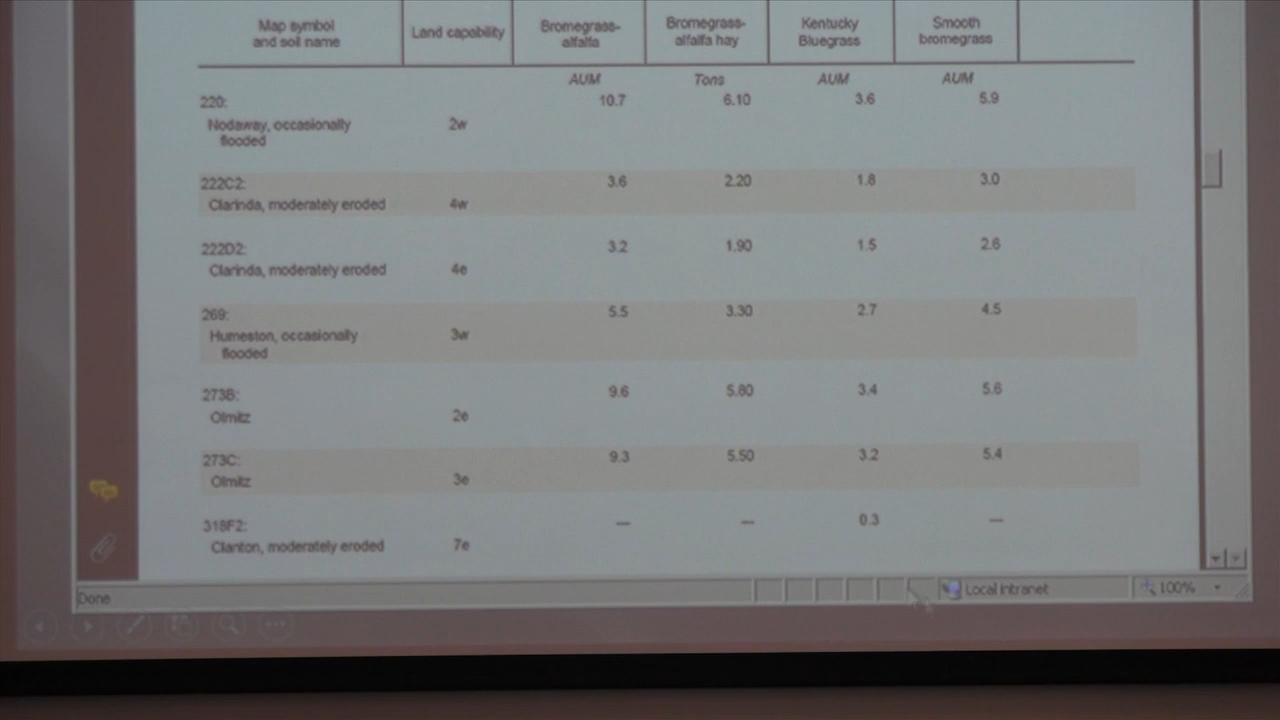 Map symbol and soil name Land capability Bromegrass-alfalfa Bromegrass-alfalfa hay Kentucky Bluegrass Smooth bromegrass
AUM Tons AUM AUM
220: 10.7 6.10 3.6 5.9
Nodaway, occasionally 2w
flooded
222C2: 3.6 2.20 1.8 3.0
Clarinda, moderately eroded 4w
222D2: 3.2 1.90 1.5 2.6
Clarinda, moderately eroded 4e
269: 5.5 3.30 2.7 4.5
Humeston, occasionally 3w
flooded
273B: 9.6 5.80 3.4 5.6
Olmitz 2e
273C: 9.3 5.50 3.2 5.4
Olmitz 3e
318F2: — — 0.3 —
Clanton, moderately eroded 7e
Done Local intranet 100%